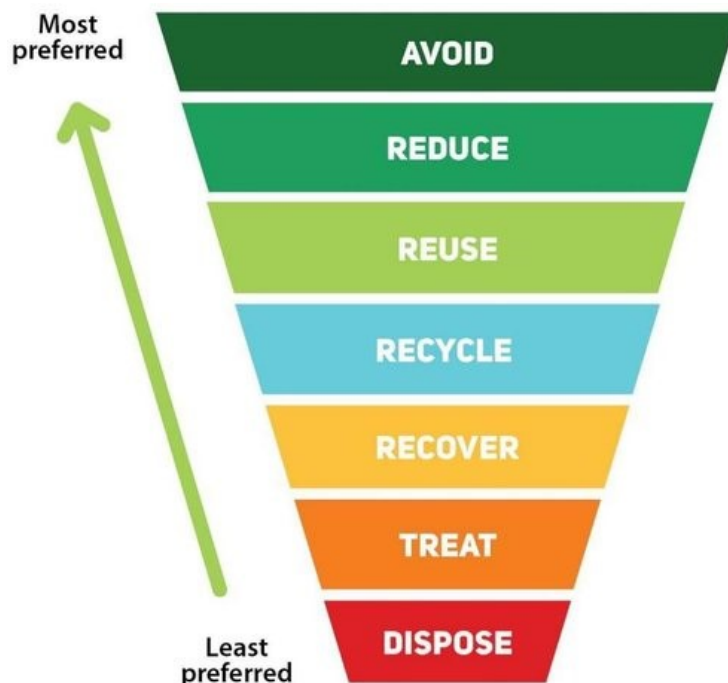 Most
preferred
AVOID
REDUCE
REUSE
RECYCLE
RECOVER
TREAT
DISPOSE
Least
preferred